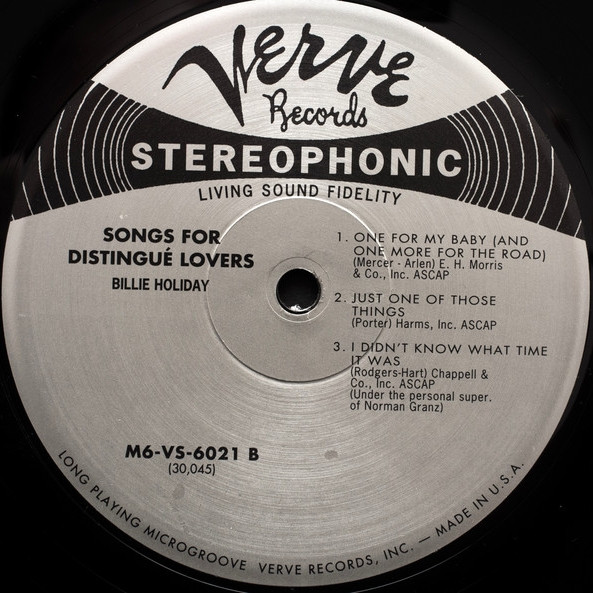 Verve
Records
STEREOPHONIC
LIVING SOUND FIDELITY
SONGS FOR
DISTINGUÉ LOVERS
BILLIE HOLIDAY
1. ONE FOR MY BABY (AND
ONE MORE FOR THE ROAD)
(Mercer - Arlen) E. H. Morris
& Co., Inc. ASCAP
2. JUST ONE OF THOSE
THINGS
(Porter) Harms, Inc. ASCAP
3. I DIDN'T KNOW WHAT TIME
IT WAS
(Rodgers-Hart) Chappell &
Co., Inc. ASCAP
(Under the personal super.
of Norman Granz)
M6-VS-6021 B
(30,045)
LONG PLAYING MICROGROOVE VERVE RECORDS, INC. — MADE IN U.S.A.